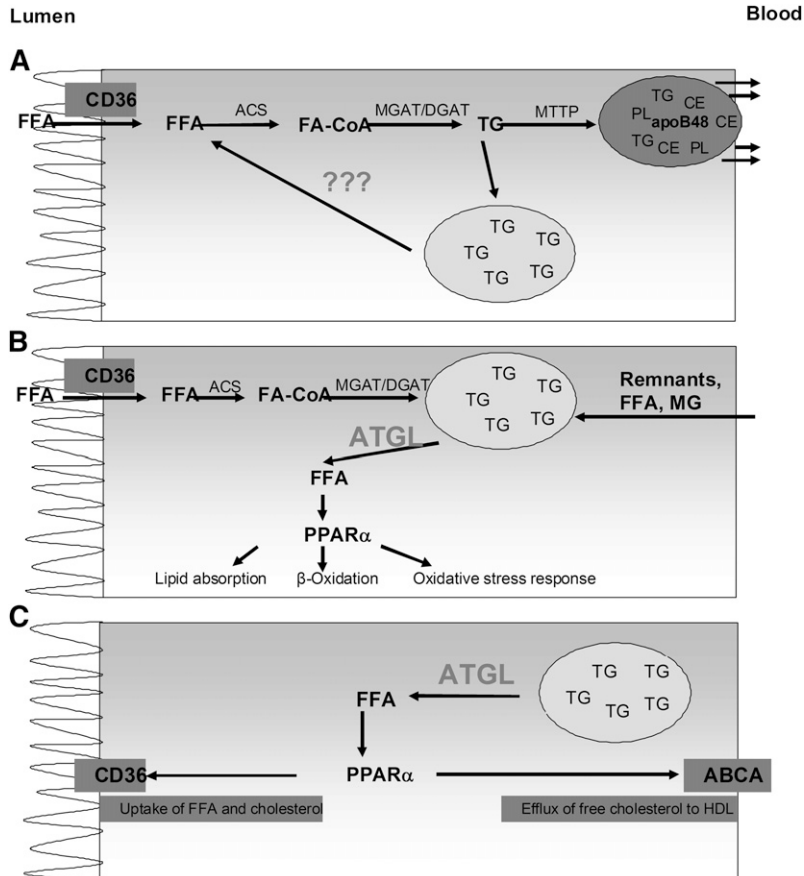 Lumen Blood
A
CD36
FFA FFA ACS FA-CoA MGAT/DGAT TG MTTP
TG CE
PL apoB48 CE
TG CE PL
???
TG
TG TG
TG TG
B
CD36
FFA FFA ACS FA-CoA MGAT/DGAT
TG
TG TG
TG TG
Remnants,
FFA, MG
ATGL
FFA
PPARα
Lipid absorption β-Oxidation Oxidative stress response
C
ATGL
TG TG
TG TG TG
FFA
CD36 PPARα ABCA
Uptake of FFA and cholesterol Efflux of free cholesterol to HDL